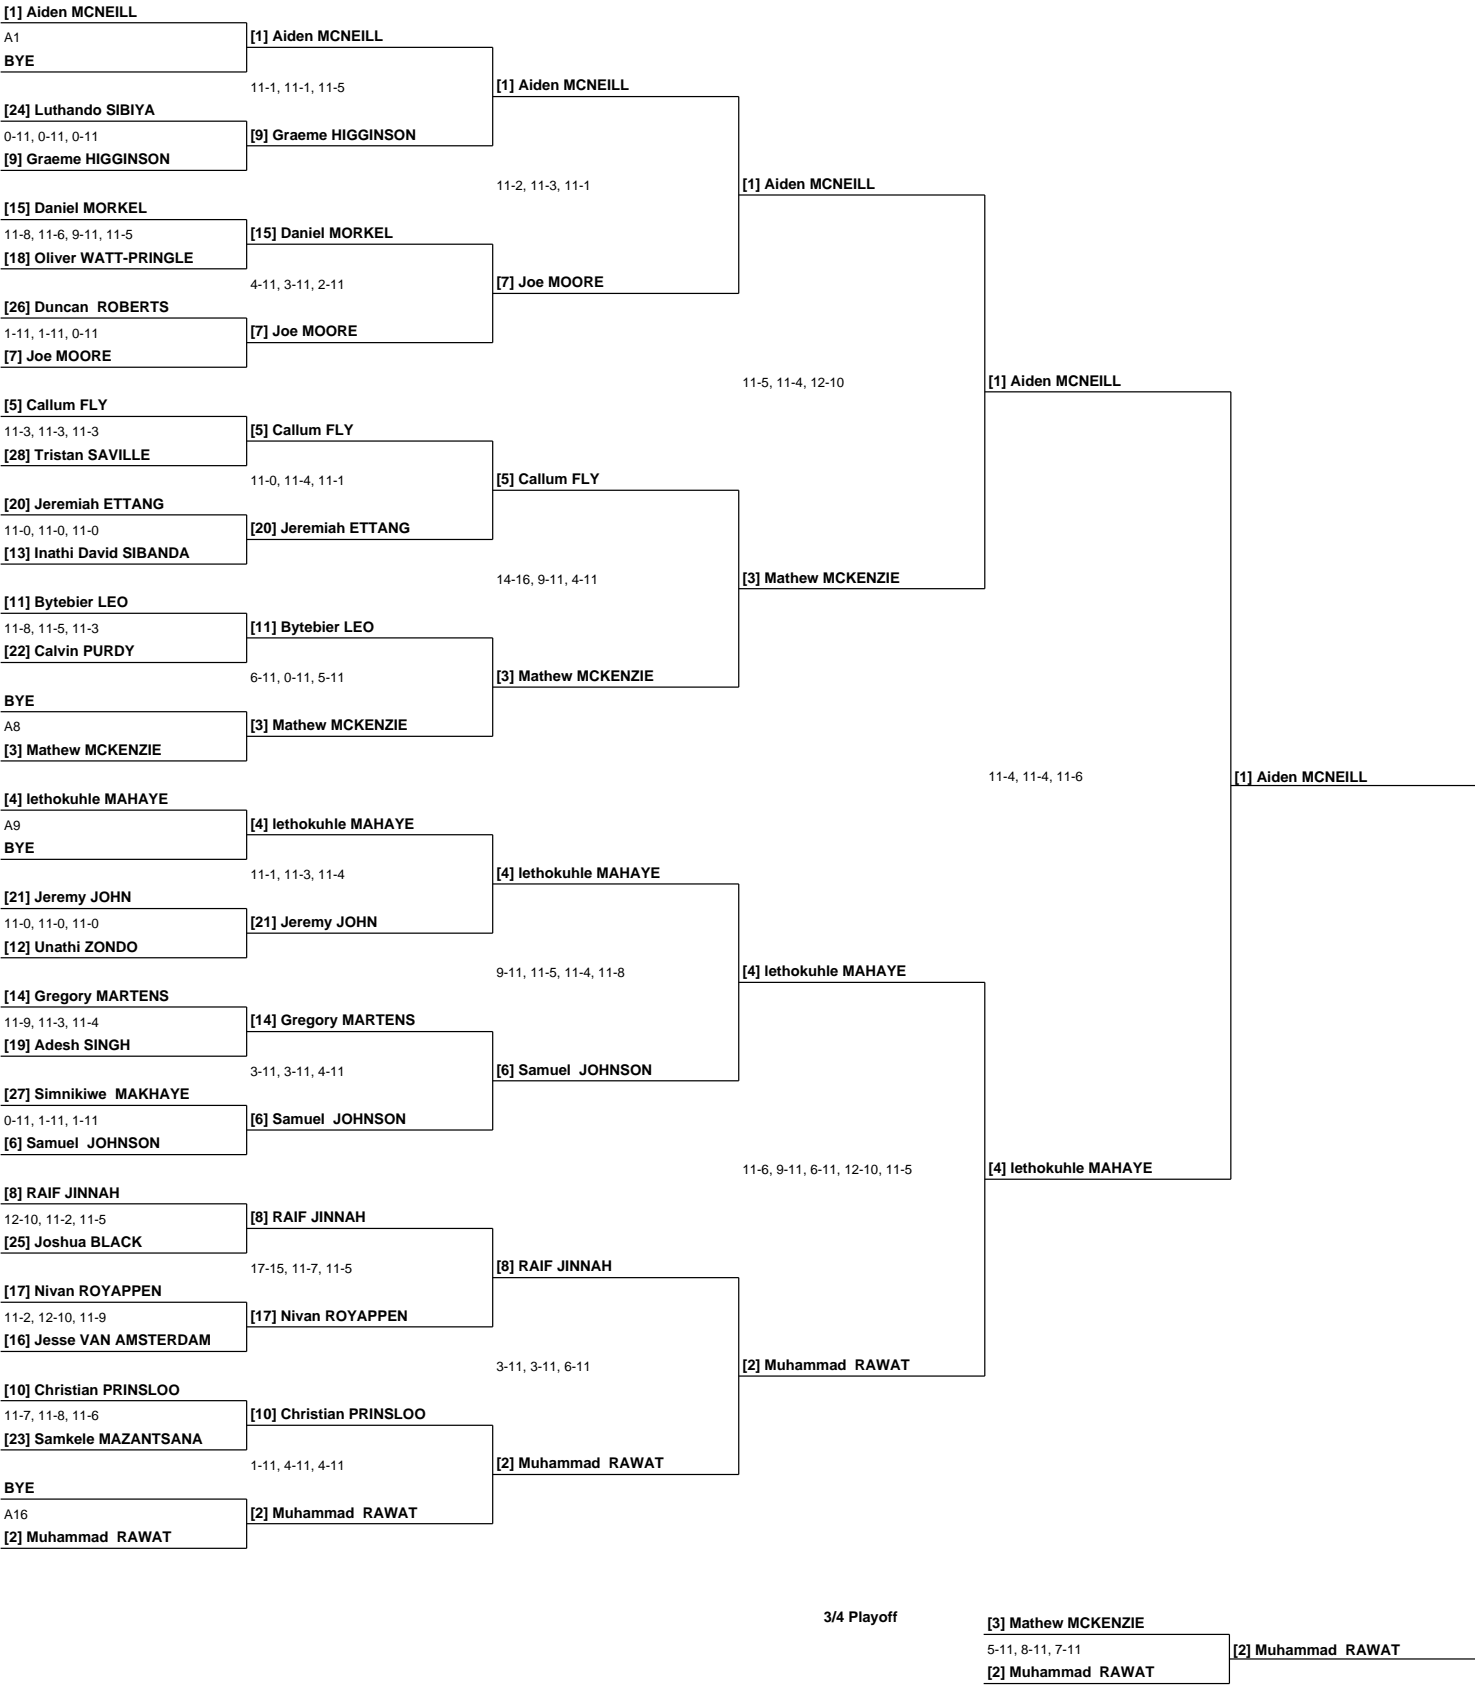 [1] Aiden MCNEILL
A1
[1] Aiden MCNEILL
BYE
11-1, 11-1, 11-5
[1] Aiden MCNEILL
[24] Luthando SIBIYA
0-11, 0-11, 0-11
[9] Graeme HIGGINSON
[9] Graeme HIGGINSON
11-2, 11-3, 11-1
[1] Aiden MCNEILL
[15] Daniel MORKEL
11-8, 11-6, 9-11, 11-5
[15] Daniel MORKEL
[18] Oliver WATT-PRINGLE
4-11, 3-11, 2-11
[7] Joe MOORE
[26] Duncan  ROBERTS
1-11, 1-11, 0-11
[7] Joe MOORE
[7] Joe MOORE
11-5, 11-4, 12-10
[1] Aiden MCNEILL
[5] Callum FLY
11-3, 11-3, 11-3
[5] Callum FLY
[28] Tristan SAVILLE
11-0, 11-4, 11-1
[5] Callum FLY
[20] Jeremiah ETTANG
11-0, 11-0, 11-0
[20] Jeremiah ETTANG
[13] Inathi David SIBANDA
14-16, 9-11, 4-11
[3] Mathew MCKENZIE
[11] Bytebier LEO
11-8, 11-5, 11-3
[11] Bytebier LEO
[22] Calvin PURDY
6-11, 0-11, 5-11
[3] Mathew MCKENZIE
BYE
A8
[3] Mathew MCKENZIE
[3] Mathew MCKENZIE
11-4, 11-4, 11-6
[1] Aiden MCNEILL
[4] lethokuhle MAHAYE
A9
[4] lethokuhle MAHAYE
BYE
11-1, 11-3, 11-4
[4] lethokuhle MAHAYE
[21] Jeremy JOHN
11-0, 11-0, 11-0
[21] Jeremy JOHN
[12] Unathi ZONDO
9-11, 11-5, 11-4, 11-8
[4] lethokuhle MAHAYE
[14] Gregory MARTENS
11-9, 11-3, 11-4
[14] Gregory MARTENS
[19] Adesh SINGH
3-11, 3-11, 4-11
[6] Samuel  JOHNSON
[27] Simnikiwe  MAKHAYE
0-11, 1-11, 1-11
[6] Samuel  JOHNSON
[6] Samuel  JOHNSON
11-6, 9-11, 6-11, 12-10, 11-5
[4] lethokuhle MAHAYE
[8] RAIF JINNAH
12-10, 11-2, 11-5
[8] RAIF JINNAH
[25] Joshua BLACK
17-15, 11-7, 11-5
[8] RAIF JINNAH
[17] Nivan ROYAPPEN
11-2, 12-10, 11-9
[17] Nivan ROYAPPEN
[16] Jesse VAN AMSTERDAM
3-11, 3-11, 6-11
[2] Muhammad  RAWAT
[10] Christian PRINSLOO
11-7, 11-8, 11-6
[10] Christian PRINSLOO
[23] Samkele MAZANTSANA
1-11, 4-11, 4-11
[2] Muhammad  RAWAT
BYE
A16
[2] Muhammad  RAWAT
[2] Muhammad  RAWAT
3/4 Playoff
[3] Mathew MCKENZIE
5-11, 8-11, 7-11
[2] Muhammad  RAWAT
[2] Muhammad  RAWAT